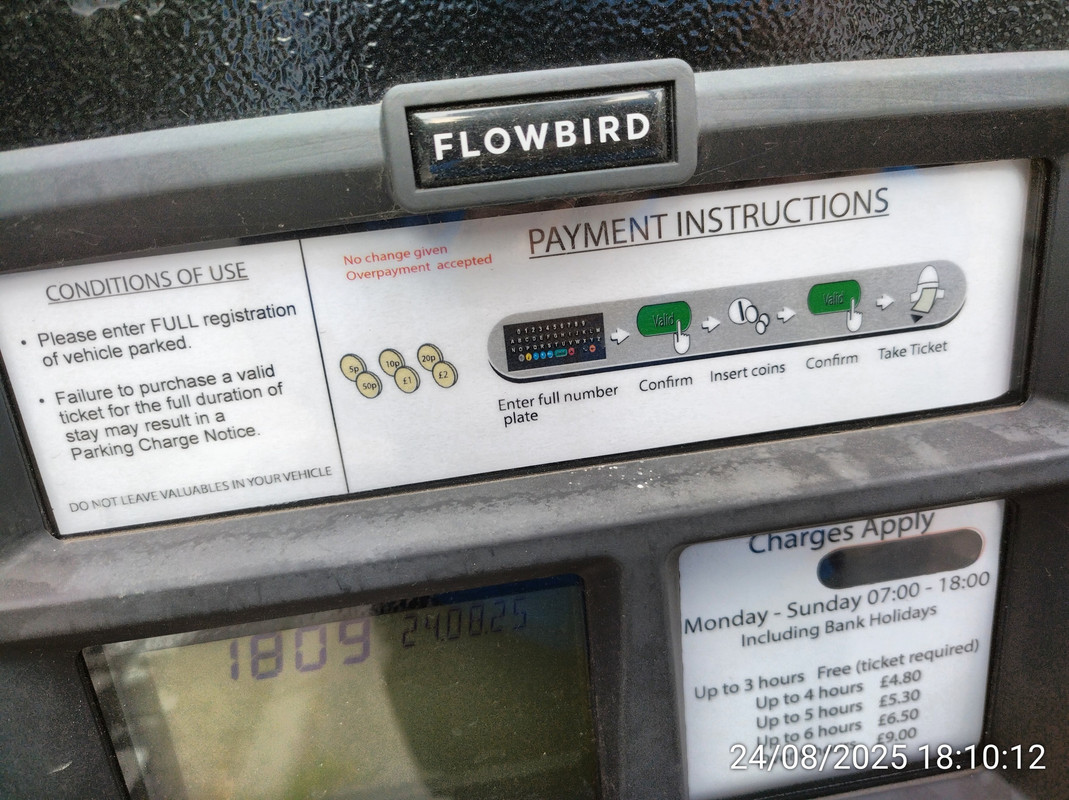 FLOWBIRD
CONDITIONS OF USE
• Please enter FULL registration
of vehicle parked.
• Failure to purchase a valid
ticket for the full duration of
stay may result in a
Parking Charge Notice.
DO NOT LEAVE VALUABLES IN YOUR VEHICLE
No change given
Overpayment accepted
PAYMENT INSTRUCTIONS
5p 10p 20p
50p £1 £2
Valid
Valid
Enter full number
plate
Confirm
Insert coins
Confirm
Take Ticket
1809 24.08.25
Charges Apply
Monday - Sunday 07:00 - 18:00
Including Bank Holidays
Up to 3 hours Free (ticket required)
Up to 4 hours £4.80
Up to 5 hours £5.30
Up to 6 hours £6.50
£9.00
24/08/2025 18:10:12